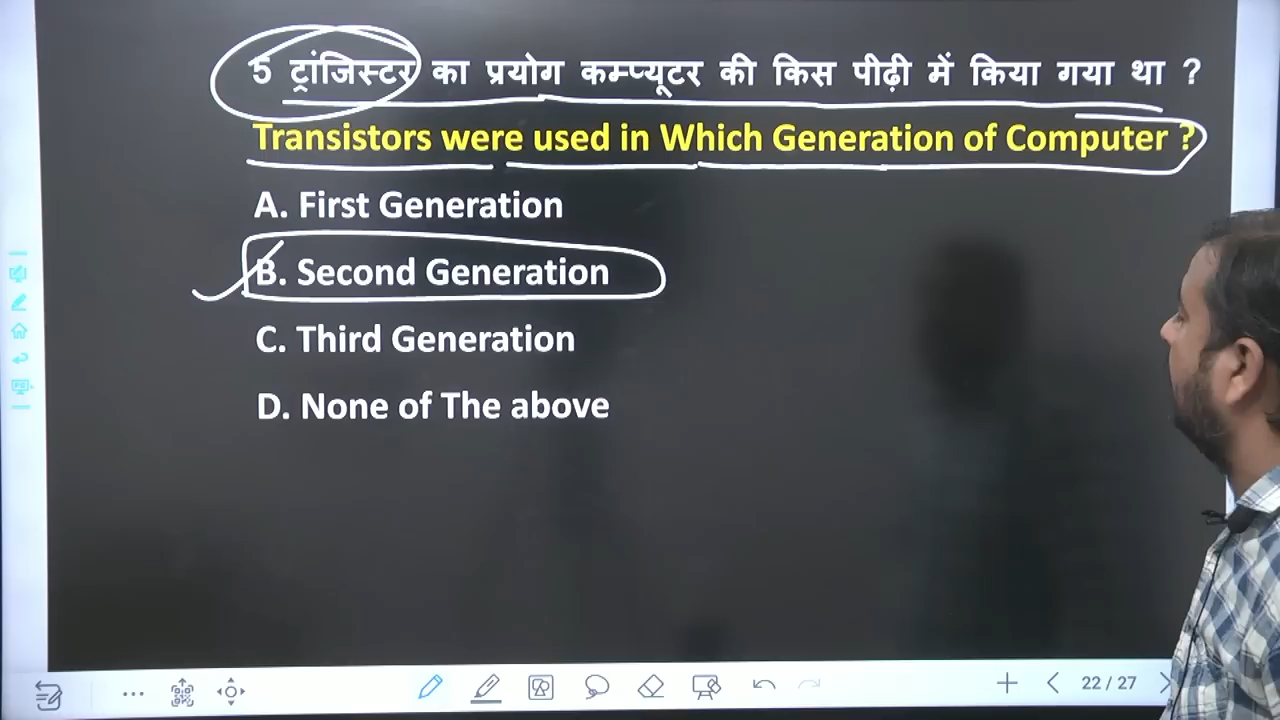 5 ट्रांजिस्टर का प्रयोग कम्प्यूटर की किस पीढ़ी में किया गया था ?
Transistors were used in Which Generation of Computer ?
A. First Generation
B. Second Generation
C. Third Generation
D. None of The above
22 / 27